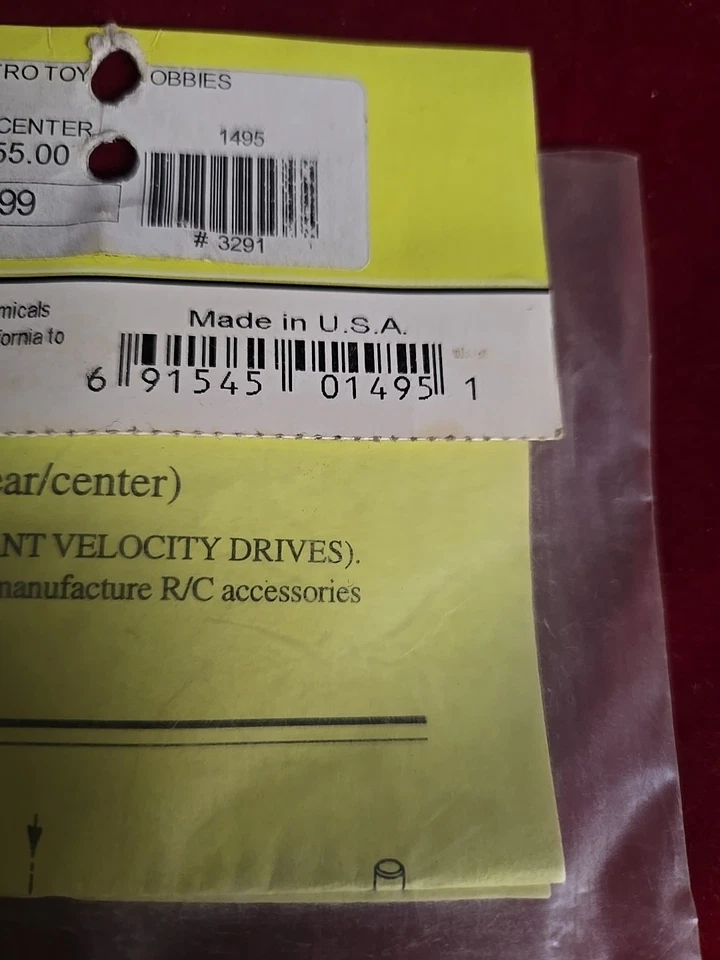 TRO TOY OBBIES
CENTER
1495
55.00
99
# 3291
micals
Made in U.S.A.
fornia to
6 91545 01495 1
ear/center)
NT VELOCITY DRIVES).
manufacture R/C accessories